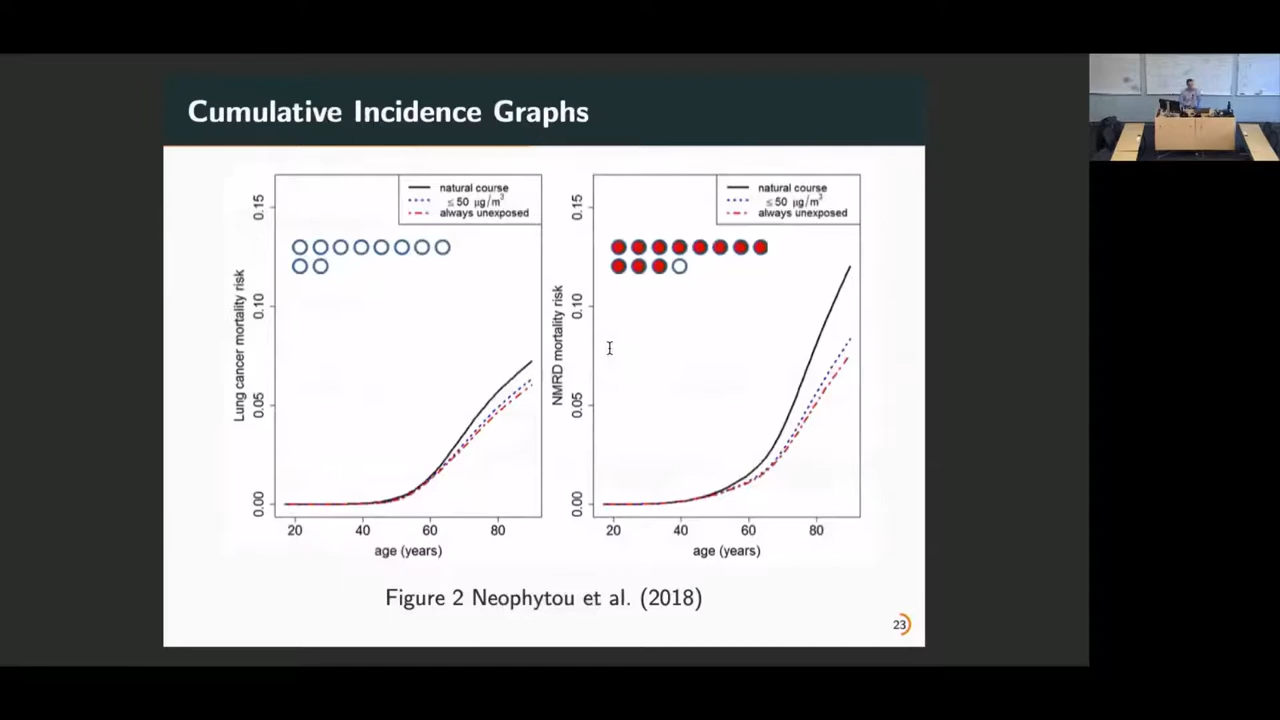 Cumulative Incidence Graphs
natural course
≤ 50 μg/m³
always unexposed
Lung cancer mortality risk
0.15
0.10
0.05
0.00
20 40 60 80
age (years)
natural course
≤ 50 μg/m³
always unexposed
NMRD mortality risk
0.15
0.10
0.05
0.00
20 40 60 80
age (years)
Figure 2 Neophytou et al. (2018)
23